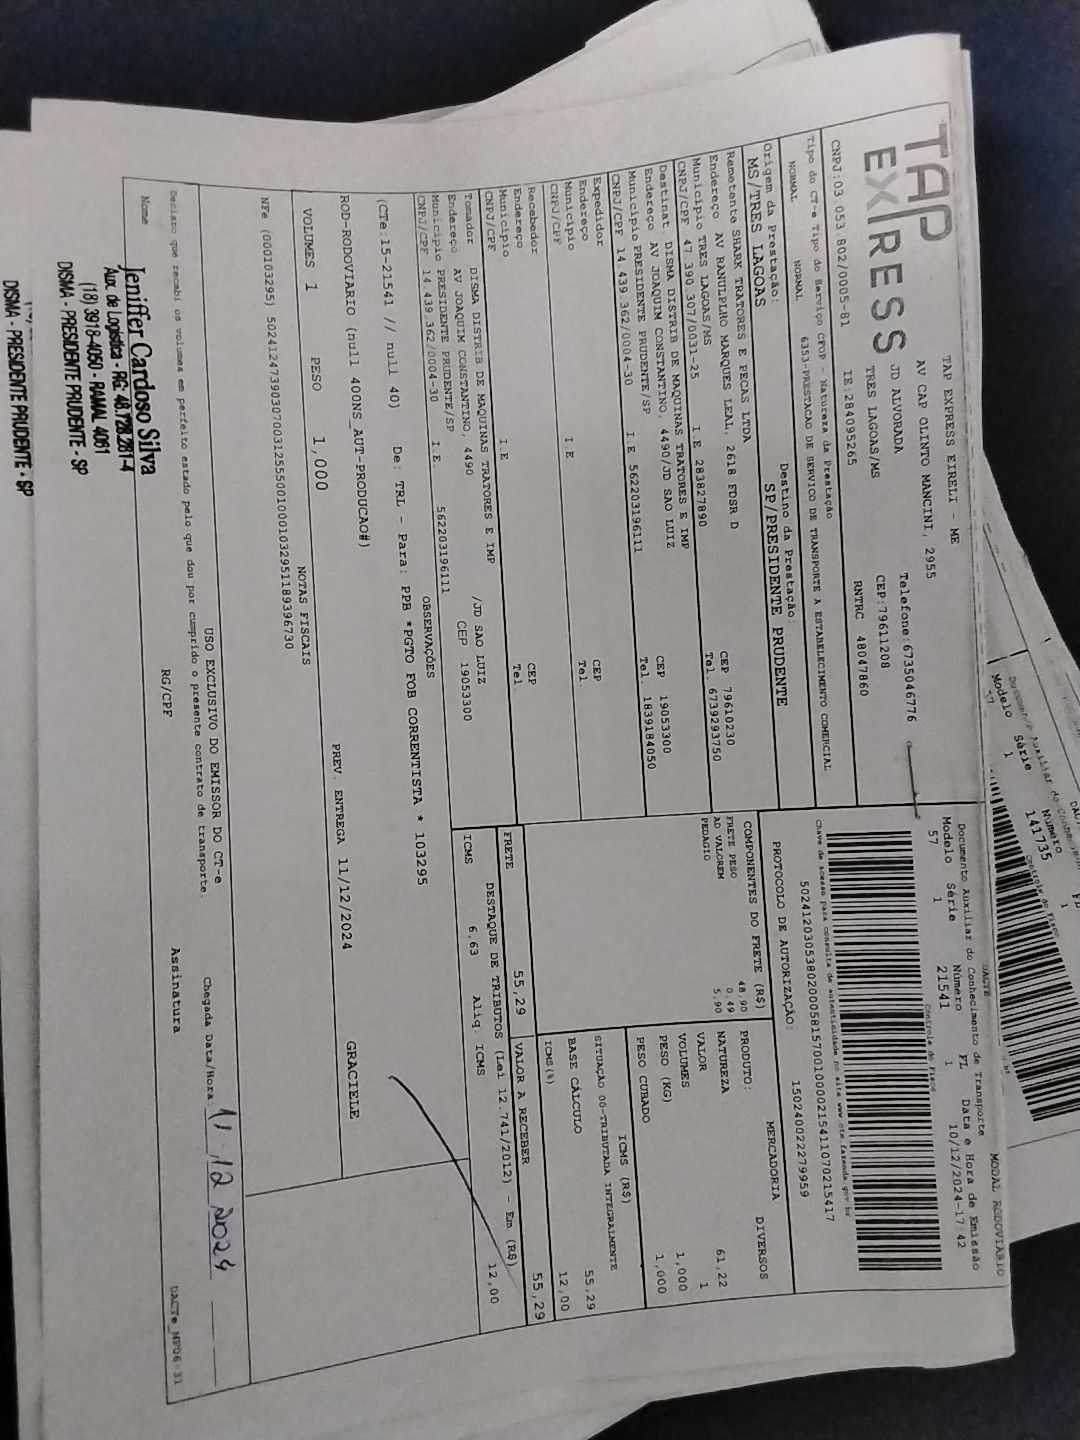 TAP
EXPRESS
TAP EXPRESS EIRELI - ME
AV CAP OLINTO MANCINI, 2955
JD ALVORADA
TRES LAGOAS/MS
Telefone:6735046776
CEP:79611208
RNTRC 48047860
CNPJ:03.053.802/0005-81
IE:284095265
MODAL RODOVIÁRIO
DACTE
Documento Auxiliar do Conhecimento de Transporte
Modelo Série Número FL Data e Hora de Emissão
57 1 21541 1 10/12/2024-17:42
Controle do Fisco
Chave de acesso para consulta de autenticidade no site www.cte.fazenda.gov.br
PROTOCOLO DE AUTORIZAÇÃO:
150240022279959
Tipo do CT-e Tipo do Serviço CFOP - Natureza da Prestação
NORMAL NORMAL 6353-PRESTACAO DE SERVICO DE TRANSPORTE A ESTABELECIMENTO COMERCIAL
Origem da Prestação: Destino da Prestação:
MS/TRES LAGOAS SP/PRESIDENTE PRUDENTE
Remetente SHARK TRATORES E PECAS LTDA
Endereço AV RANULPLHO MARQUES LEAL, 2618 FDSR D CEP 79610230
Município TRES LAGOAS/MS Tel. 6739293750
CNPJ/CPF 47.390.307/0031-25 I.E 283827890
Destinat. DISMA DISTRIB DE MAQUINAS TRATORES E IMP
Endereço AV JOAQUIM CONSTANTINO, 4490/JD SAO LUIZ CEP 19053300
Município PRESIDENTE PRUDENTE/SP Tel. 1839184050
CNPJ/CPF 14.439.362/0004-30 I.E 562203196111
Expedidor
Endereço CEP
Município Tel.
CNPJ/CPF I.E
Recebedor
Endereço CEP
Município Tel.
CNPJ/CPF I.E
Tomador DISMA DISTRIB DE MAQUINAS TRATORES E IMP
Endereço AV JOAQUIM CONSTANTINO, 4490 /JD SAO LUIZ
Município PRESIDENTE PRUDENTE/SP CEP 19053300
CNPJ/CPF 14.439.362/0004-30 I.E. 562203196111
COMPONENTES DO FRETE (R$)
FRETE PESO 48,90
AD VALOREM 0,49
PEDAGIO 5,90
MERCADORIA
PRODUTO: DIVERSOS
NATUREZA
VALOR 61,22
VOLUMES 1
PESO (KG) 1,000
PESO CUBADO 1,000
ICMS (R$)
SITUAÇÃO 00-TRIBUTADA INTEGRALMENTE
BASE CÁLCULO 55,29
ICMS(%) 12,00
FRETE 55,29
VALOR A RECEBER 55,29
DESTAQUE DE TRIBUTOS (Lei 12.741/2012) - Em (R$)
ICMS 6,63 Aliq. ICMS 12,00
OBSERVAÇÕES
(CTe:15-21541 // null 40) De: TRL - Para: PPB *PGTO FOB CORRENTISTA * 103295
ROD-RODOVIARIO (null 400NS_AUT-PRODUCAO#)
GRACIELE
VOLUMES 1 PESO 1,000 PREV. ENTREGA 11/12/2024
NOTAS FISCAIS
USO EXCLUSIVO DO EMISSOR DO CT-e
Declaro que recebi os volumes em perfeito estado pelo que dou por cumprido o presente contrato de transporte.
Chegada Data/Hora: 11.12.2024
Nome RG/CPF Assinatura
DACTe_NF06-31
Jeniffer Cardoso Silva
Aux. de Logística - RG: 48.728.281-4
(18) 3918-4050 - RAMAL 4061
DISMA - PRESIDENTE PRUDENTE - SP
DISMA - PRESIDENTE PRUDENTE - SP
Modelo Série Número
57 1 141735
Controle do Fisco